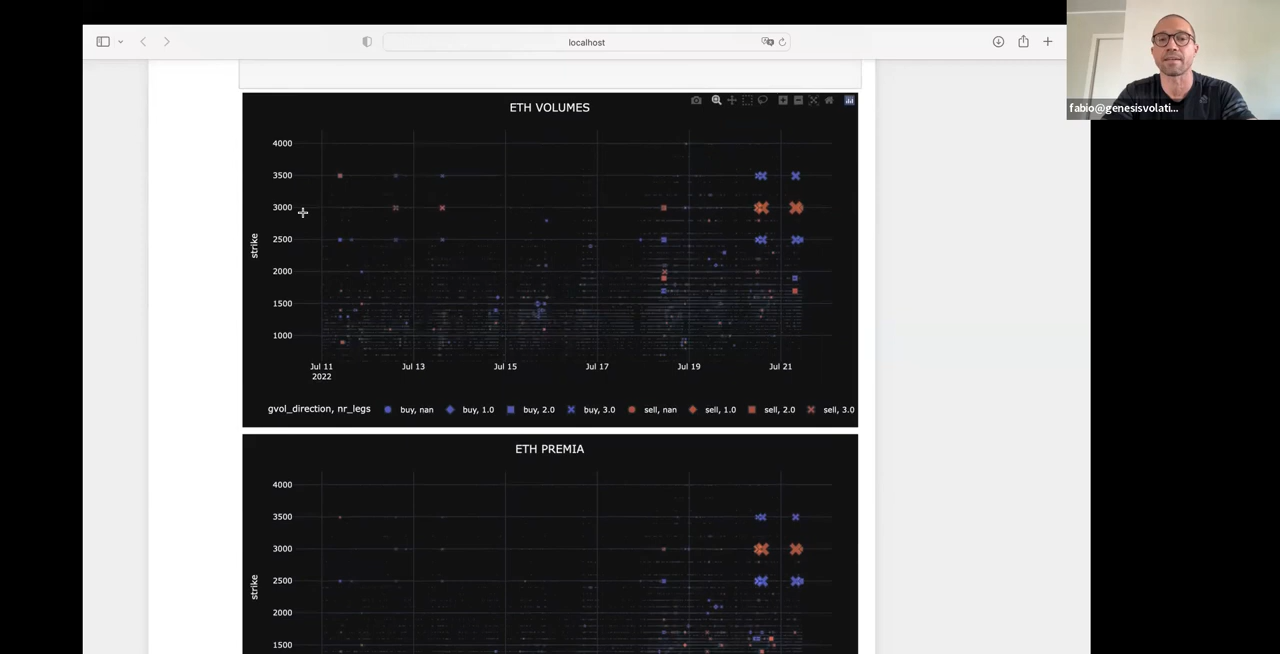 localhost
fabio@genesisvolati...
ETH VOLUMES
4000
3500
3000
2500
2000
1500
1000
strike
Jul 11
2022
Jul 13
Jul 15
Jul 17
Jul 19
Jul 21
gvol_direction, nr_legs
buy, nan
buy, 1.0
buy, 2.0
buy, 3.0
sell, nan
sell, 1.0
sell, 2.0
sell, 3.0
ETH PREMIA
4000
3500
3000
2500
2000
1500
strike